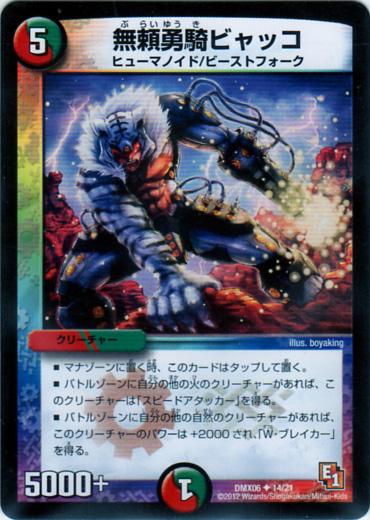 5
ぶらいゆうき
無頼勇騎ビャッコ
ヒューマノイド/ビーストフォーク
クリーチャー
illus. boyaking
■ マナゾーンに置く時、このカードはタップして置く。
■ バトルゾーンに自分の他の火のクリーチャーがあれば、こ
のクリーチャーは「スピードアタッカー」を得る。
■ バトルゾーンに自分の他の自然のクリーチャーがあれば、
このクリーチャーのパワーは +2000 され、「W・ブレイカー」
を得る。
5000+
1
E1
DMX06 ◆ 14/21
©2012 Wizards/Shogakukan/Mitsui-Kids